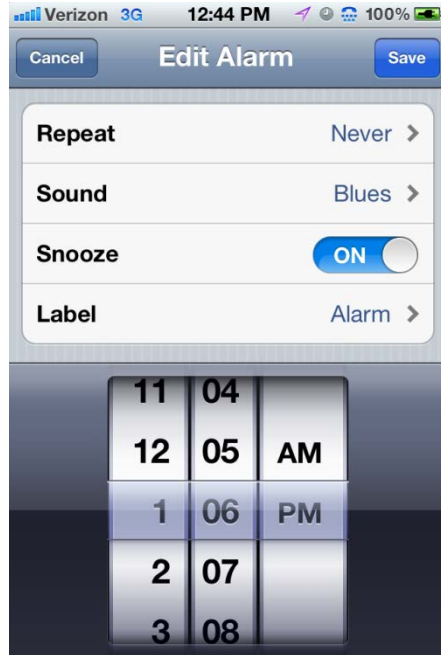 Verizon 3G 12:44 PM 100%
Cancel Edit Alarm Save
Repeat Never
Sound Blues
Snooze ON
Label Alarm
11 04
12 05 AM
1 06 PM
2 07
3 08